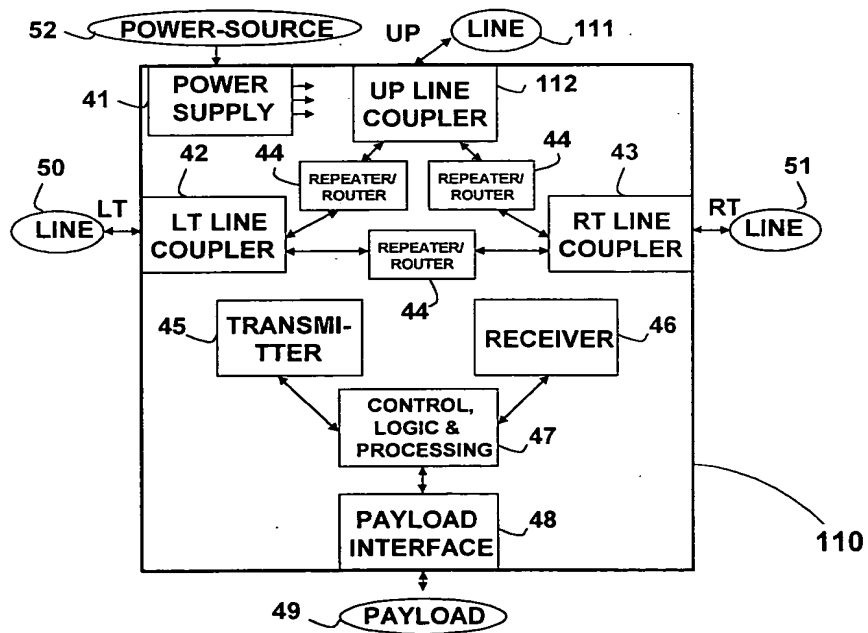 52
POWER-SOURCE
UP
LINE
111
41
POWER
SUPPLY
UP LINE
COUPLER
112
44
REPEATER/
ROUTER
44
REPEATER/
ROUTER
50
LINE
LT
42
LT LINE
COUPLER
REPEATER/
ROUTER
44
43
RT LINE
COUPLER
RT
51
LINE
45
TRANSMI-
TTER
RECEIVER
46
CONTROL,
LOGIC &
PROCESSING
47
PAYLOAD
INTERFACE
48
110
49
PAYLOAD